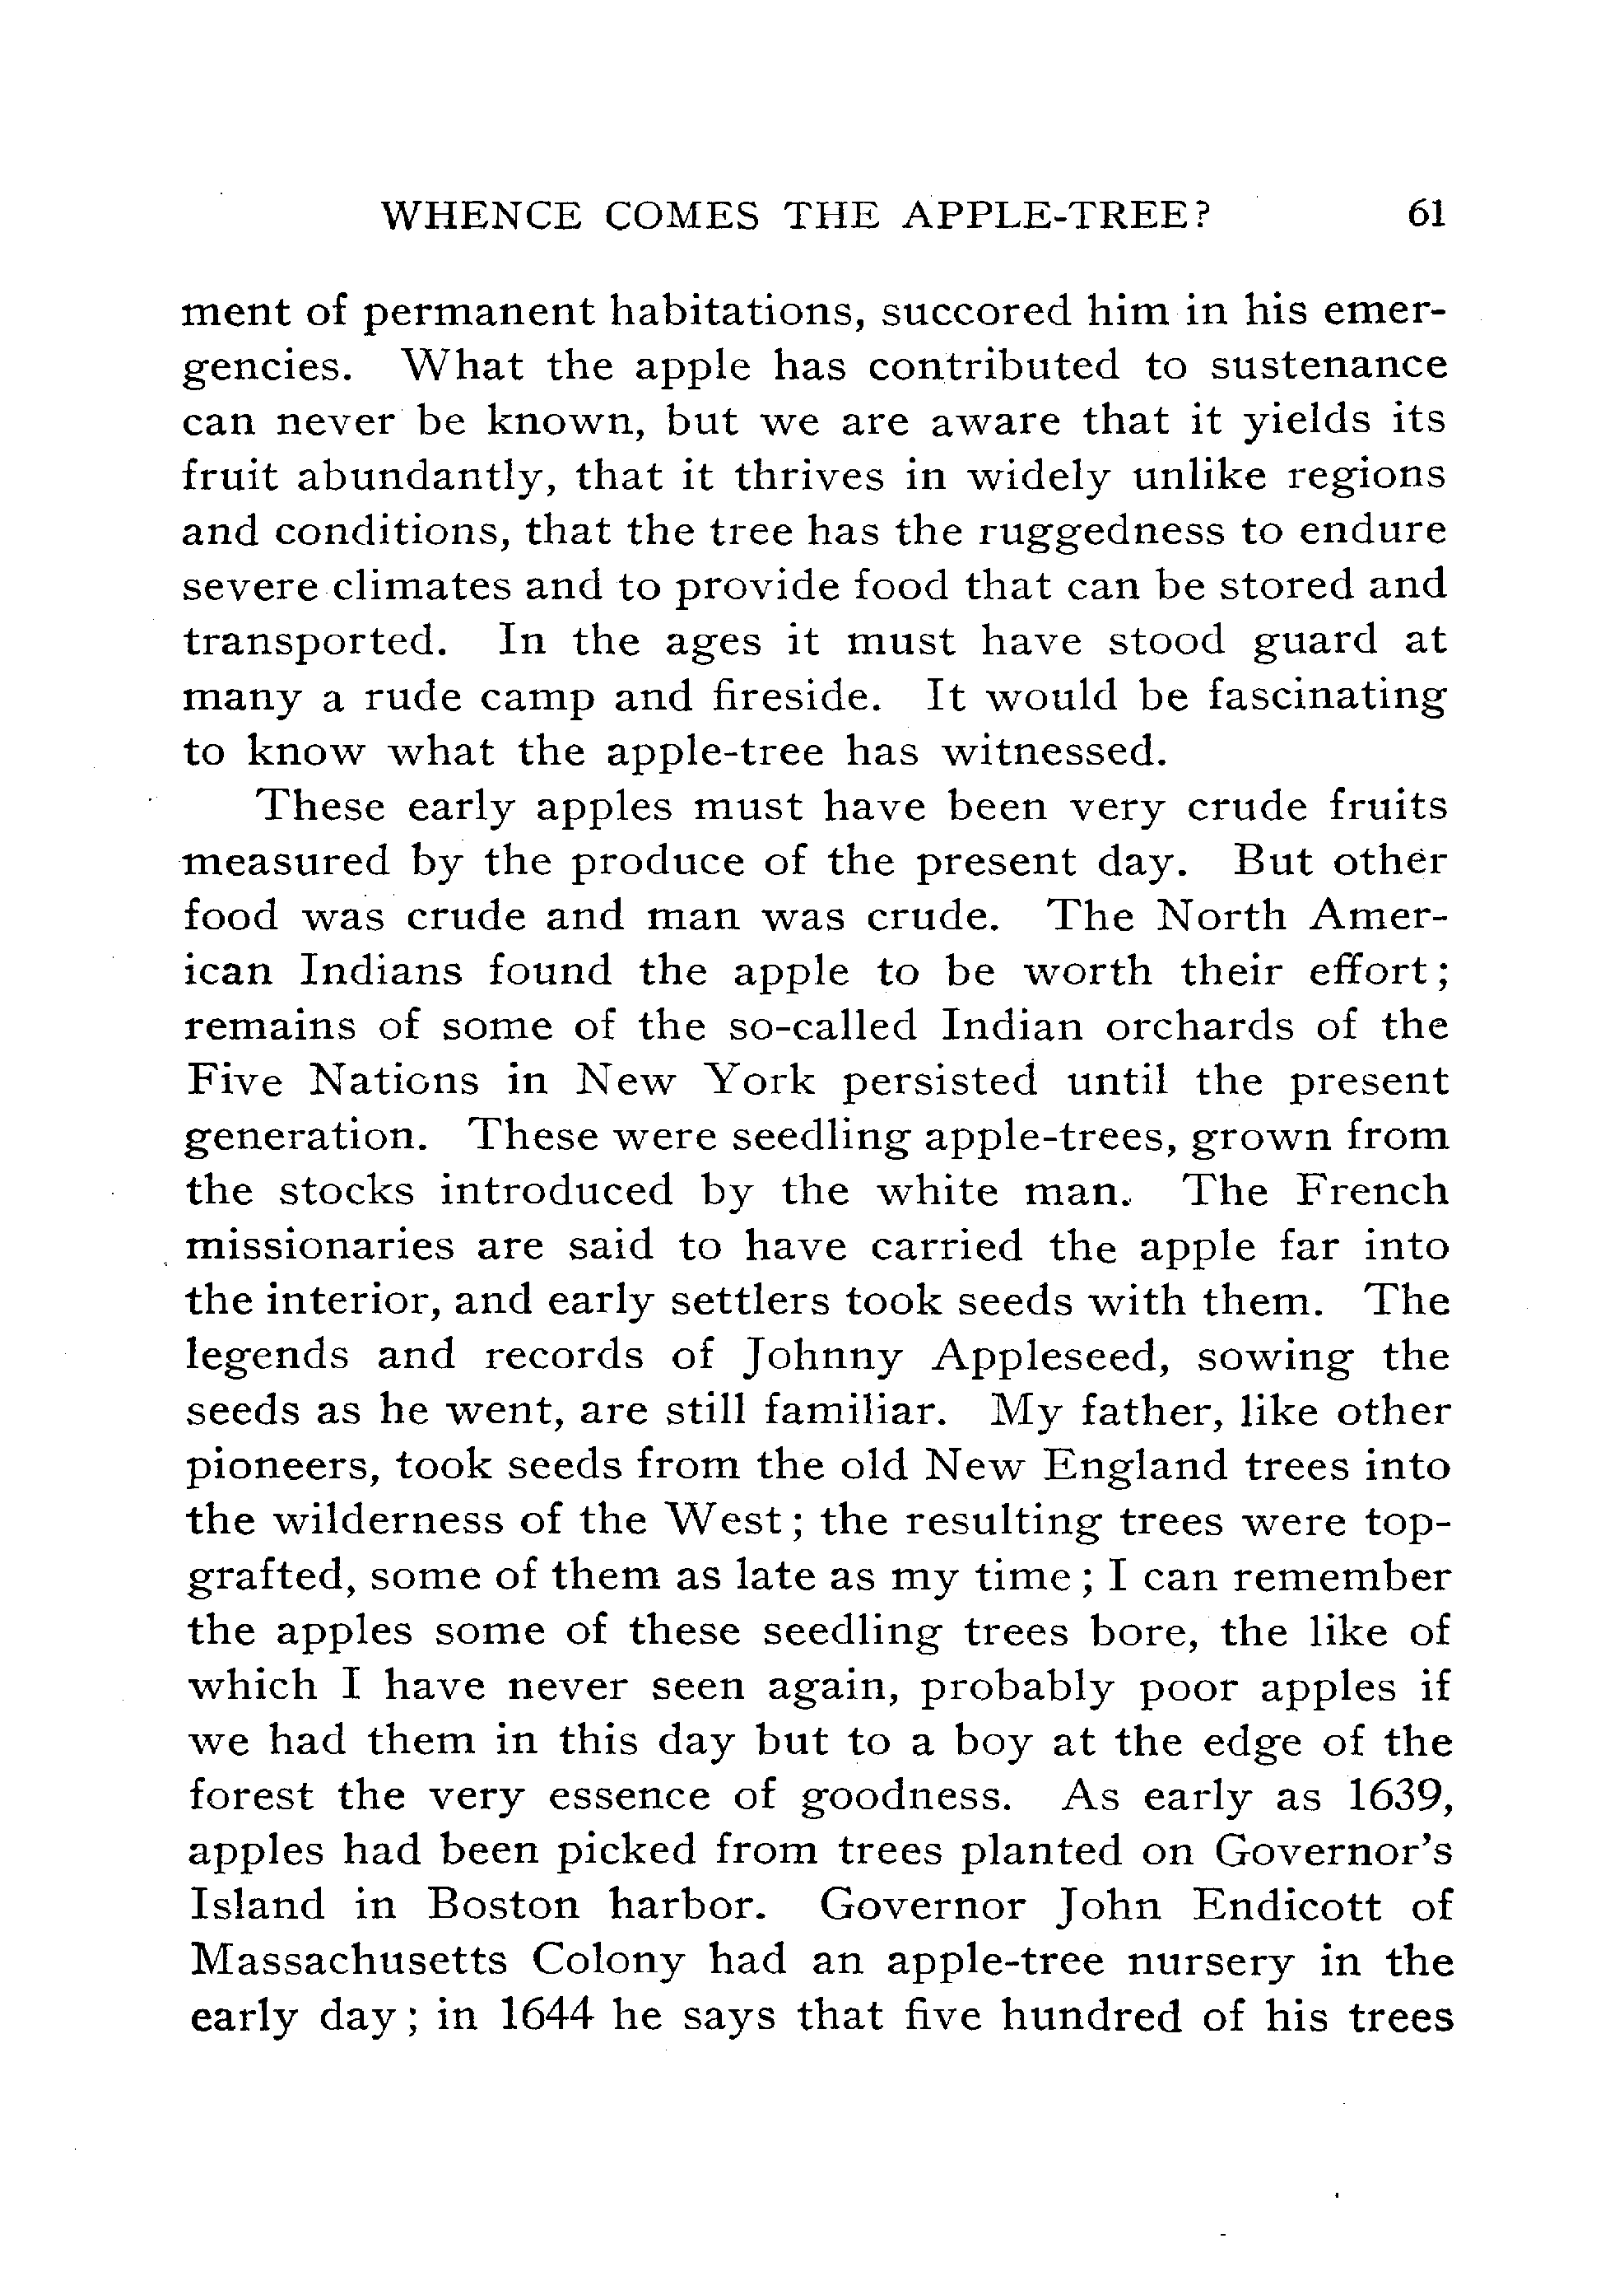 WHENCE COMES THE APPLE-TREE? 61
ment of permanent habitations, succored him in his emer-
gencies. What the apple has contributed to sustenance
can never be known, but we are aware that it yields its
fruit abundantly, that it thrives in widely unlike regions
and conditions, that the tree has the ruggedness to endure
severe climates and to provide food that can be stored and
transported. In the ages it must have stood guard at
many a rude camp and fireside. It would be fascinating
to know what the apple-tree has witnessed.
These early apples must have been very crude fruits
measured by the produce of the present day. But other
food was crude and man was crude. The North Amer-
ican Indians found the apple to be worth their effort;
remains of some of the so-called Indian orchards of the
Five Nations in New York persisted until the present
generation. These were seedling apple-trees, grown from
the stocks introduced by the white man. The French
missionaries are said to have carried the apple far into
the interior, and early settlers took seeds with them. The
legends and records of Johnny Appleseed, sowing the
seeds as he went, are still familiar. My father, like other
pioneers, took seeds from the old New England trees into
the wilderness of the West; the resulting trees were top-
grafted, some of them as late as my time; I can remember
the apples some of these seedling trees bore, the like of
which I have never seen again, probably poor apples if
we had them in this day but to a boy at the edge of the
forest the very essence of goodness. As early as 1639,
apples had been picked from trees planted on Governor's
Island in Boston harbor. Governor John Endicott of
Massachusetts Colony had an apple-tree nursery in the
early day; in 1644 he says that five hundred of his trees